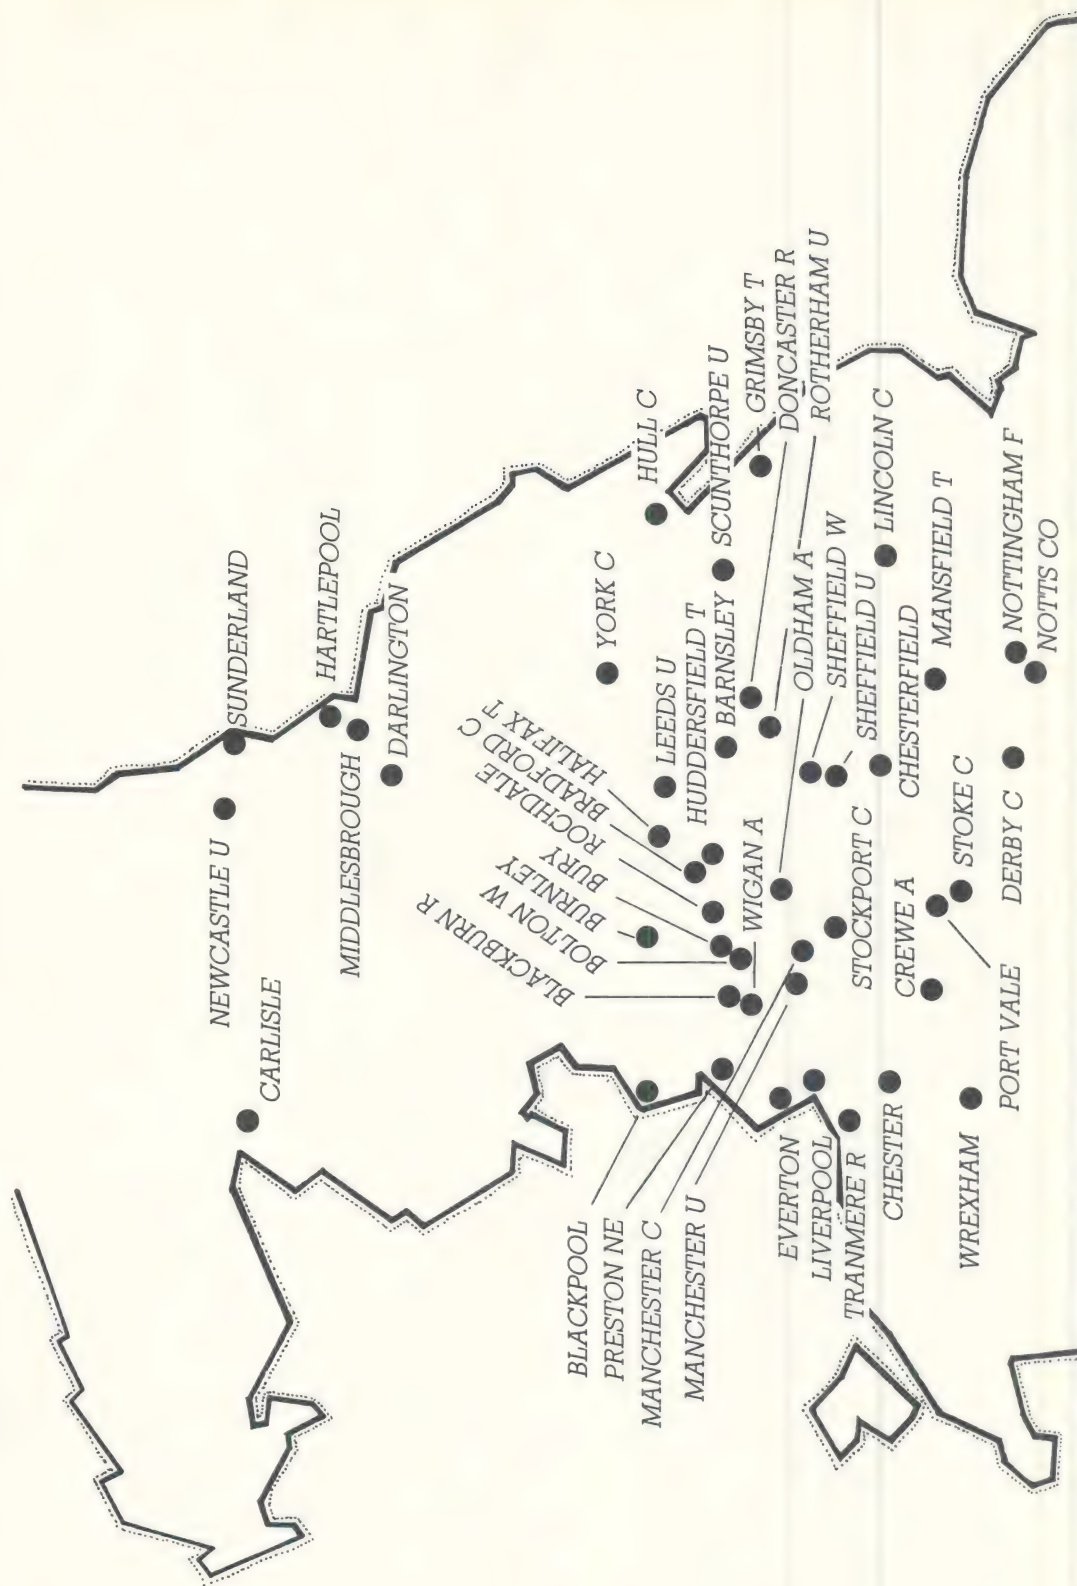 NEWCASTLE U
SUNDERLAND
CARLISLE
HARTLEPOOL
MIDDLESBROUGH
DARLINGTON
YORK C
HULL C
BLACKBURN R
BOLTON W
BURNLEY
BURY
ROCHDALE
BRADFORD C
HALIFAX T
LEEDS U
HUDDERSFIELD T
BARNSLEY
SCUNTHORPE U
GRIMSBY T
DONCASTER R
ROTHERHAM U
BLACKPOOL
PRESTON NE
MANCHESTER C
MANCHESTER U
WIGAN A
OLDHAM A
SHEFFIELD W
SHEFFIELD U
EVERTON
LIVERPOOL
TRANMERE R
STOCKPORT C
CHESTERFIELD
LINCOLN C
CHESTER
CREWE A
MANSFIELD T
WREXHAM
PORT VALE
STOKE C
DERBY C
NOTTINGHAM F
NOTTS CO